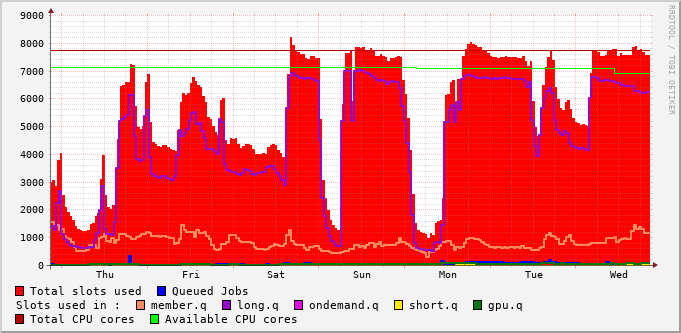 9000
8000
7000
6000
5000
4000
3000
2000
1000
0
Thu Fri Sat Sun Mon Tue Wed
Total slots used Queued Jobs
Slots used in : member.q long.q ondemand.q short.q gpu.q
Total CPU cores Available CPU cores
RRDTOOL / TOBI OETIKER